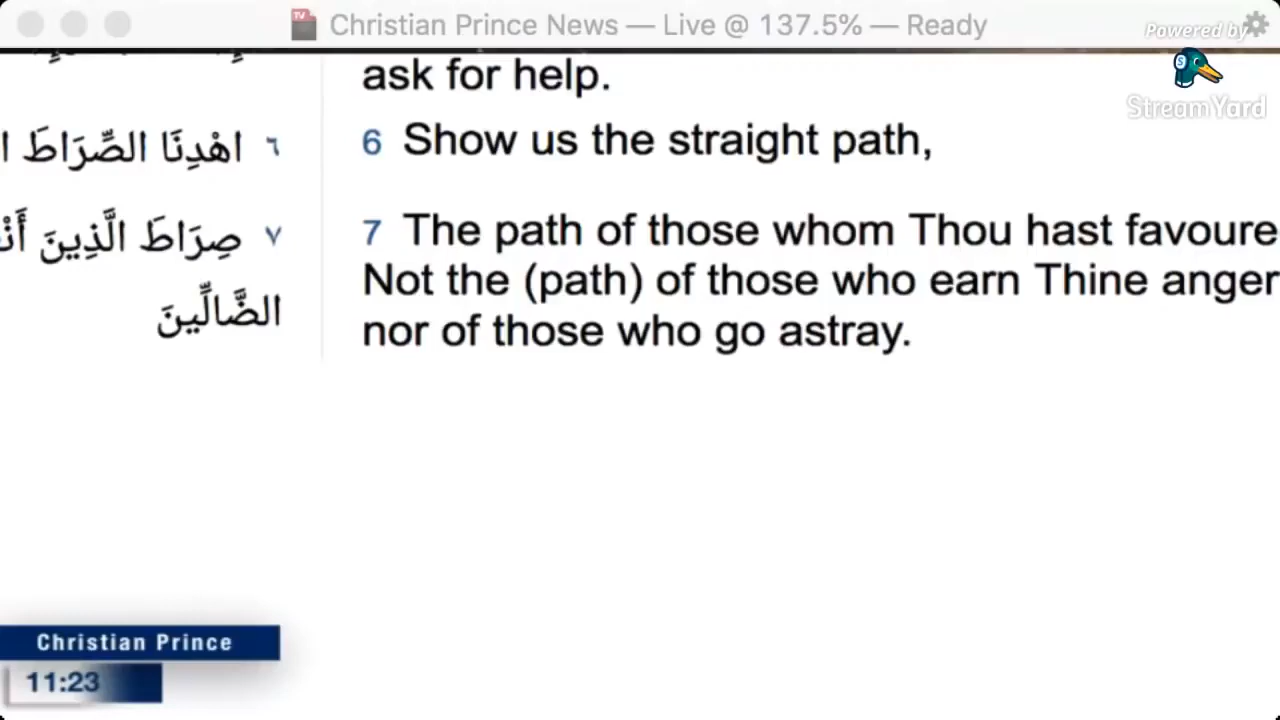 Christian Prince News — Live @ 137.5% — Ready
Powered by
StreamYard
ask for help.
٦ اهْدِنَا الصِّرَاطَ
6 Show us the straight path,
٧ صِرَاطَ الَّذِينَ
الضَّالِّينَ
7 The path of those whom Thou hast favoure
Not the (path) of those who earn Thine anger
nor of those who go astray.
Christian Prince
11:23